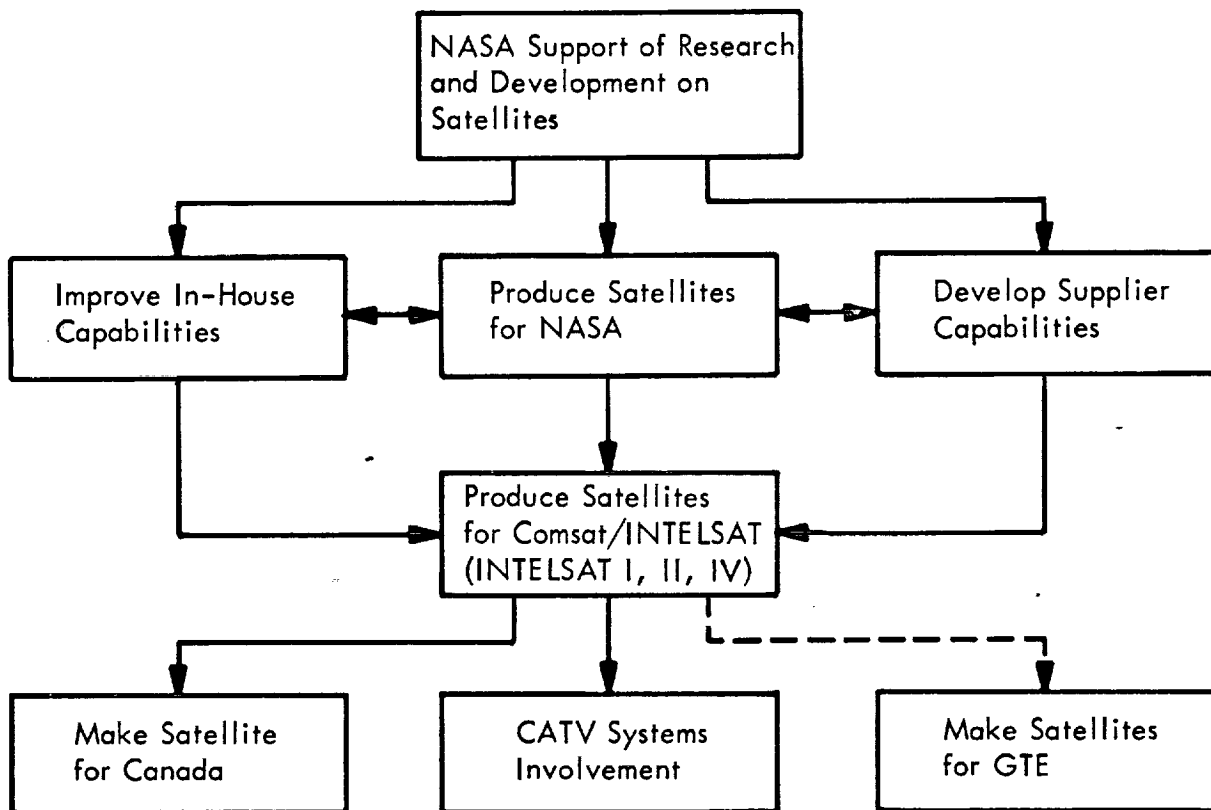 NASA Support of Research
and Development on
Satellites
Improve In-House
Capabilities
Produce Satellites
for NASA
Develop Supplier
Capabilities
Produce Satellites
for Comsat/INTELSAT
(INTELSAT I, II, IV)
Make Satellite
for Canada
CATV Systems
Involvement
Make Satellites
for GTE